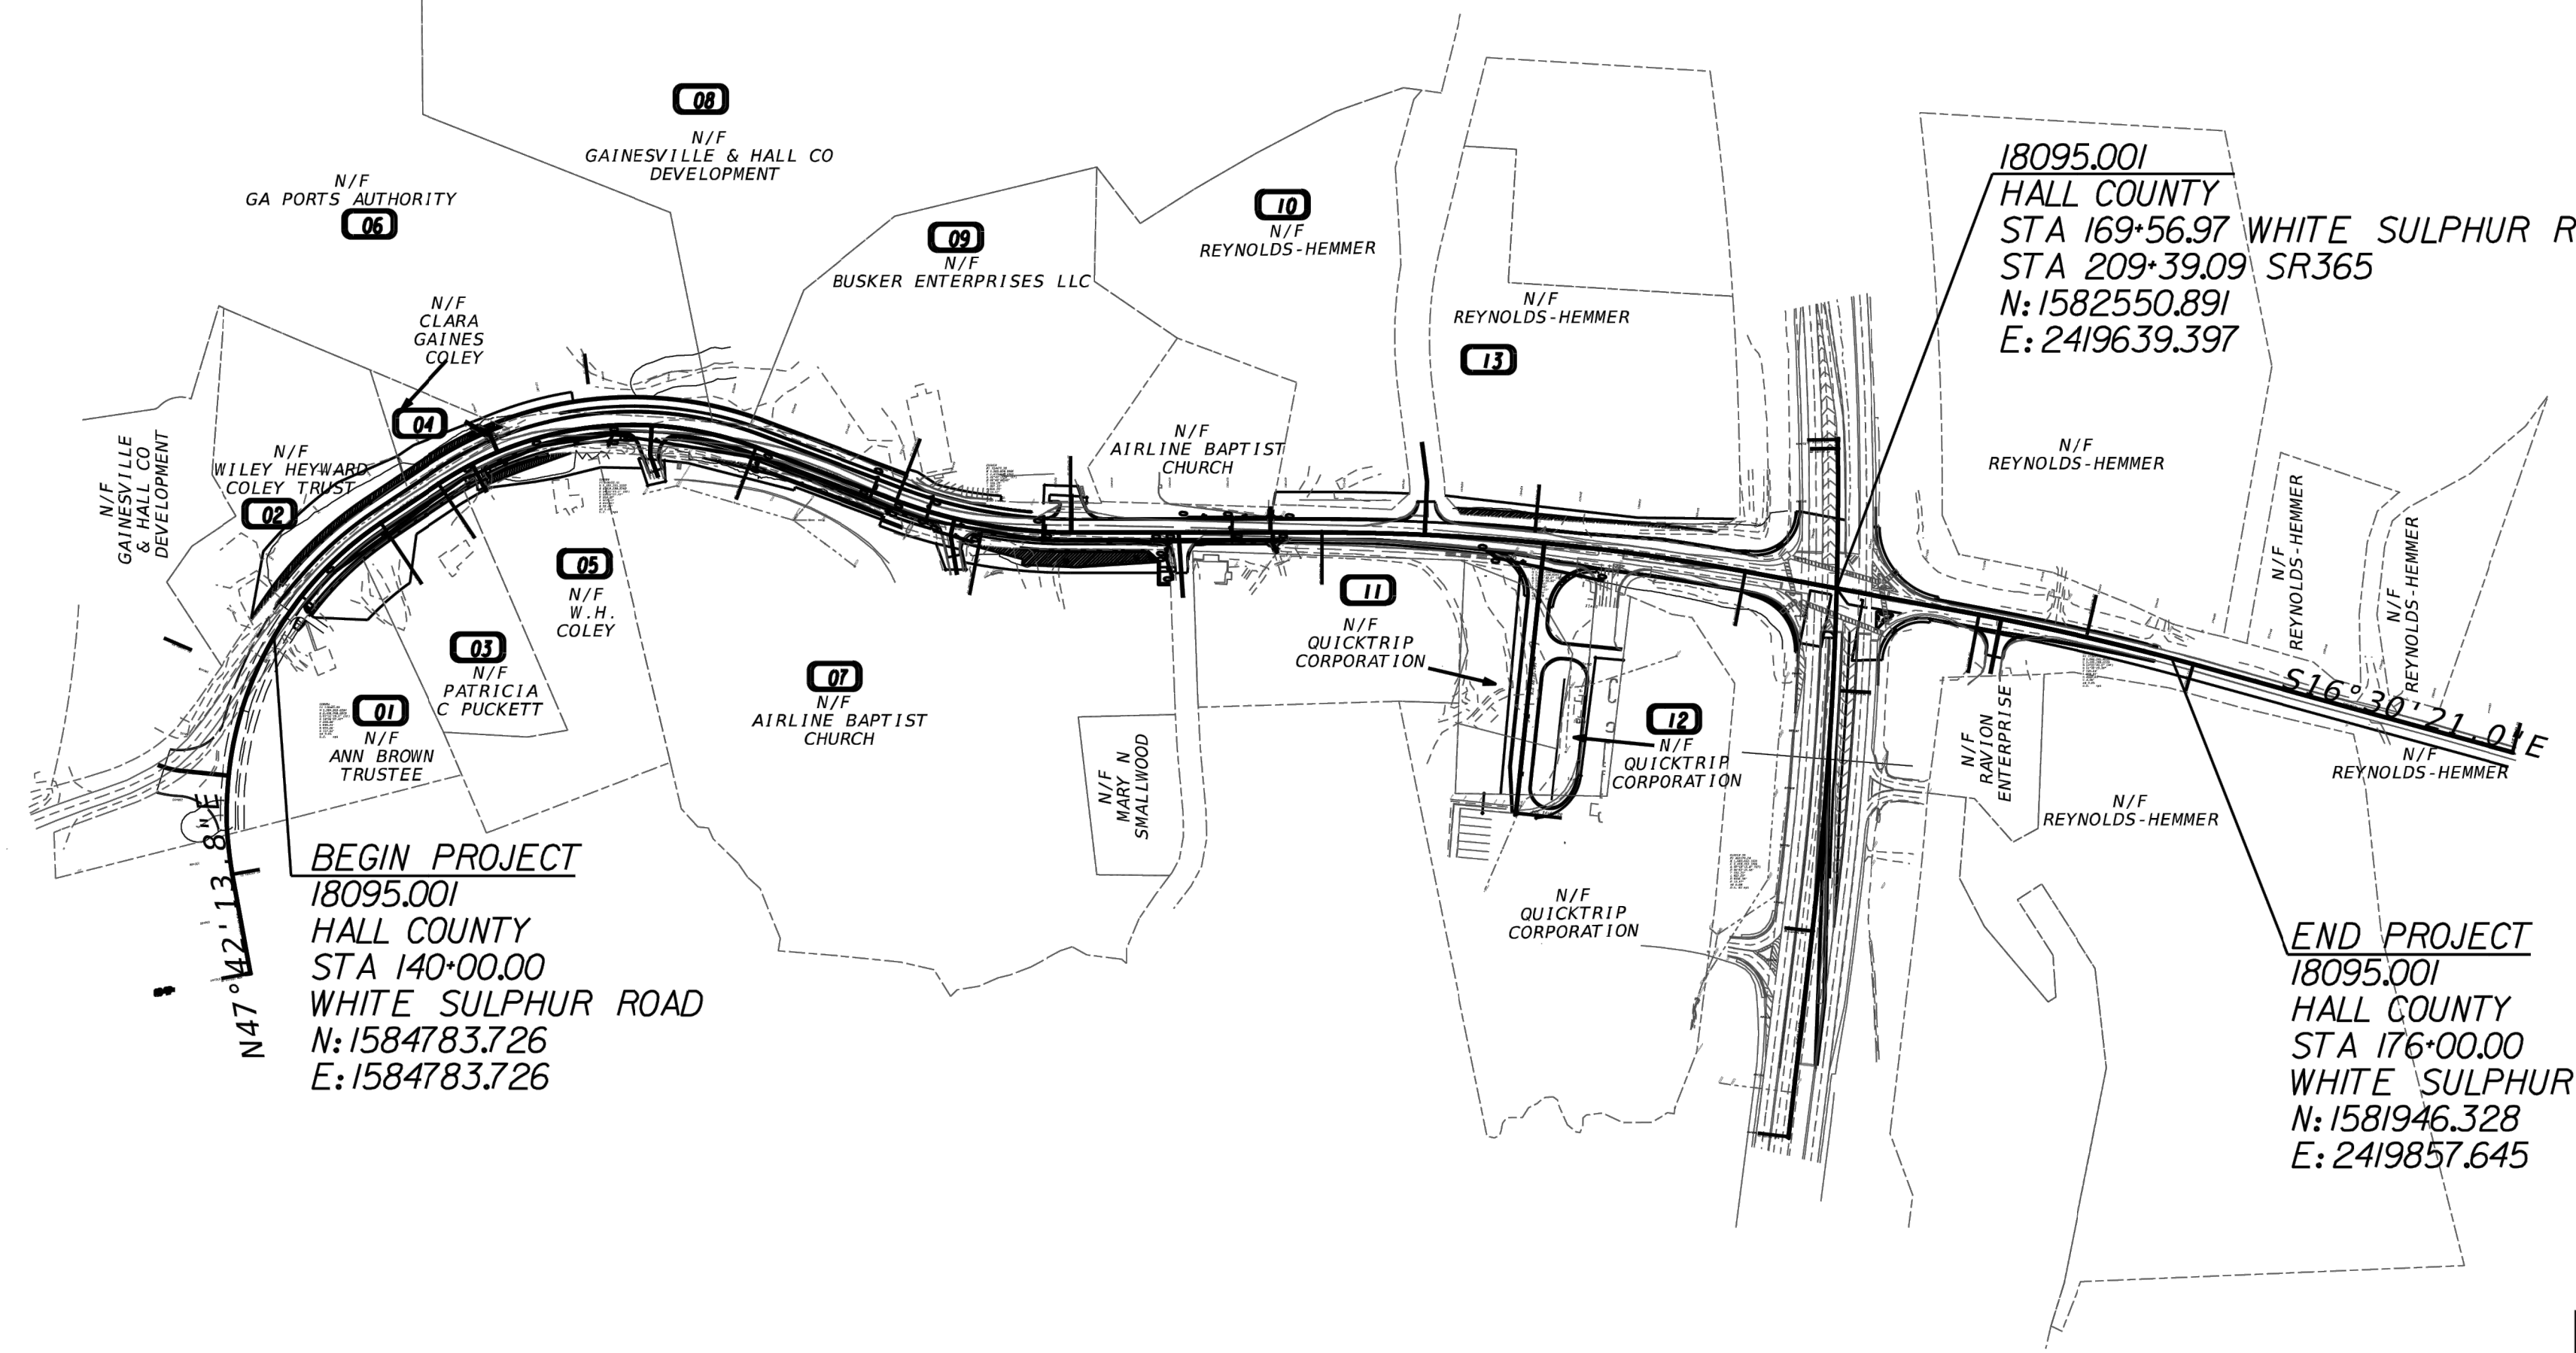 08
N/F
GAINESVILLE & HALL CO
DEVELOPMENT
N/F
GA PORTS AUTHORITY
06
10
N/F
REYNOLDS-HEMMER
09
N/F
BUSKER ENTERPRISES LLC
18095.001
HALL COUNTY
STA 169+56.97 WHITE SULPHUR R
STA 209+39.09 SR365
N:1582550.891
E:2419639.397
N/F
CLARA
GAINES
COLEY
04
N/F
REYNOLDS-HEMMER
13
N/F
GAINESVILLE
& HALL CO
DEVELOPMENT
N/F
WILEY HEYWARD
COLEY TRUST
02
N/F
AIRLINE BAPTIST
CHURCH
N/F
REYNOLDS-HEMMER
N/F
REYNOLDS-HEMMER
N/F
REYNOLDS-HEMMER
05
N/F
W.H.
COLEY
03
N/F
PATRICIA
C PUCKETT
01
N/F
ANN BROWN
TRUSTEE
07
N/F
AIRLINE BAPTIST
CHURCH
11
N/F
QUICKTRIP
CORPORATION
12
N/F
QUICKTRIP
CORPORATION
N/F
MARY N
SMALLWOOD
N/F
RAVION
ENTERPRISE
S16°30'21.0"E
N/F
REYNOLDS-HEMMER
N/F
REYNOLDS-HEMMER
N/F
QUICKTRIP
CORPORATION
N47°42'13.8"E
N
BEGIN PROJECT
18095.001
HALL COUNTY
STA 140+00.00
WHITE SULPHUR ROAD
N:1584783.726
E:1584783.726
END PROJECT
18095.001
HALL COUNTY
STA 176+00.00
WHITE SULPHUR
N:1581946.328
E:2419857.645